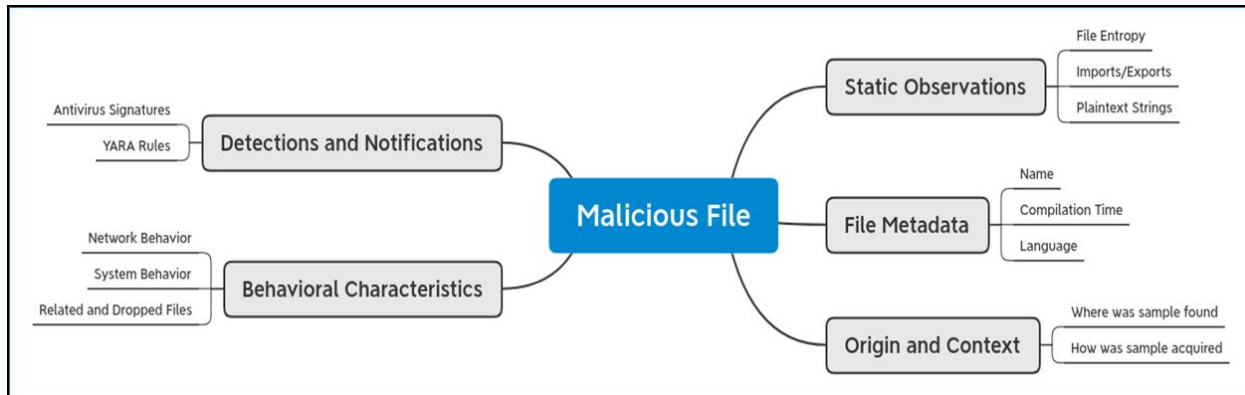 Malicious File
Detections and Notifications
Antivirus Signatures
YARA Rules
Behavioral Characteristics
Network Behavior
System Behavior
Related and Dropped Files
Static Observations
File Entropy
Imports/Exports
Plaintext Strings
File Metadata
Name
Compilation Time
Language
Origin and Context
Where was sample found
How was sample acquired